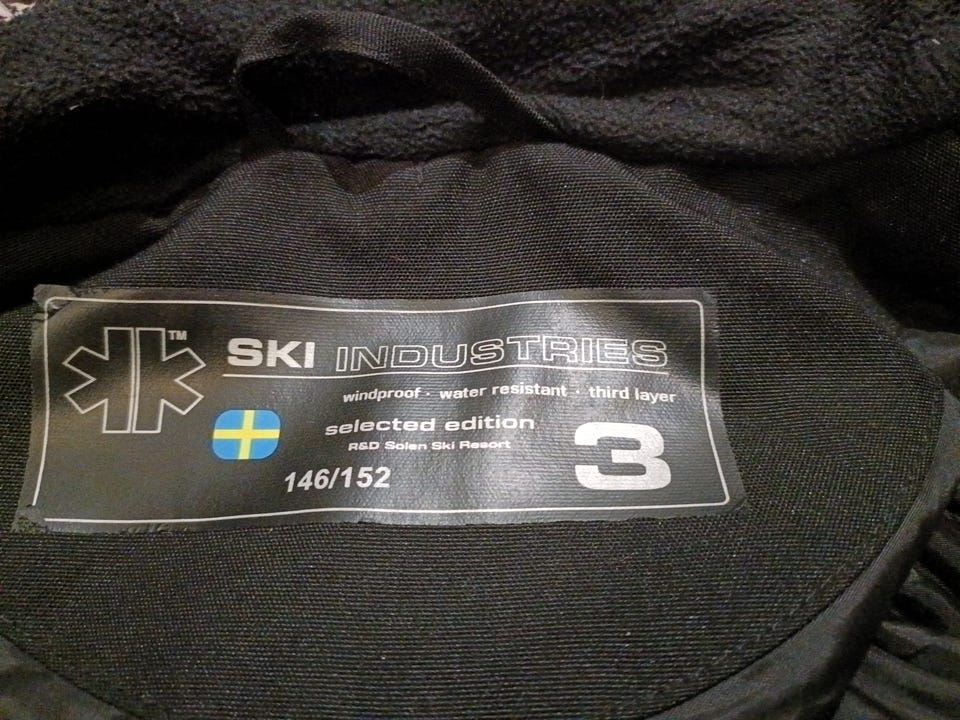 TM
SKI INDUSTRIES
windproof · water resistant · third layer
selected edition
R&D Solen Ski Resort
146/152
3